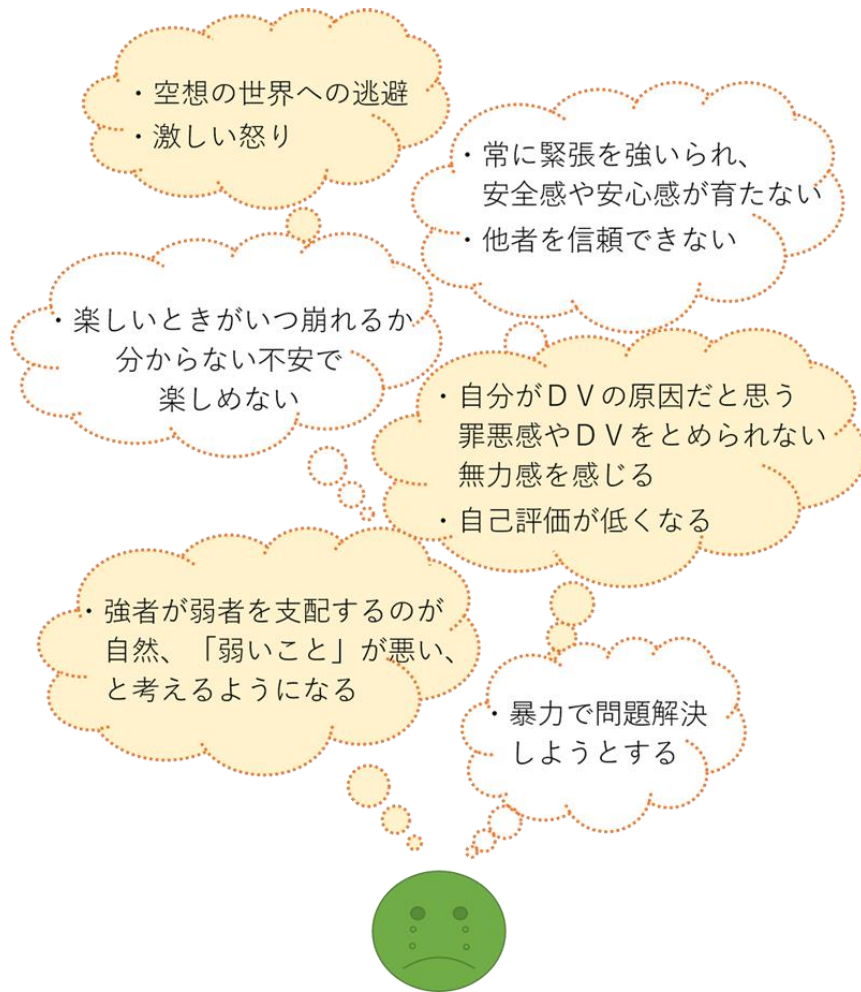 ・空想の世界への逃避
・激しい怒り
・常に緊張を強いられ、
安全感や安心感が育たない
・他者を信頼できない
・楽しいときがいつ崩れるか
分からない不安で
楽しめない
・自分がＤＶの原因だと思う
罪悪感やＤＶをとめられない
無力感を感じる
・自己評価が低くなる
・強者が弱者を支配するのが
自然、「弱いこと」が悪い、
と考えるようになる
・暴力で問題解決
しようとする